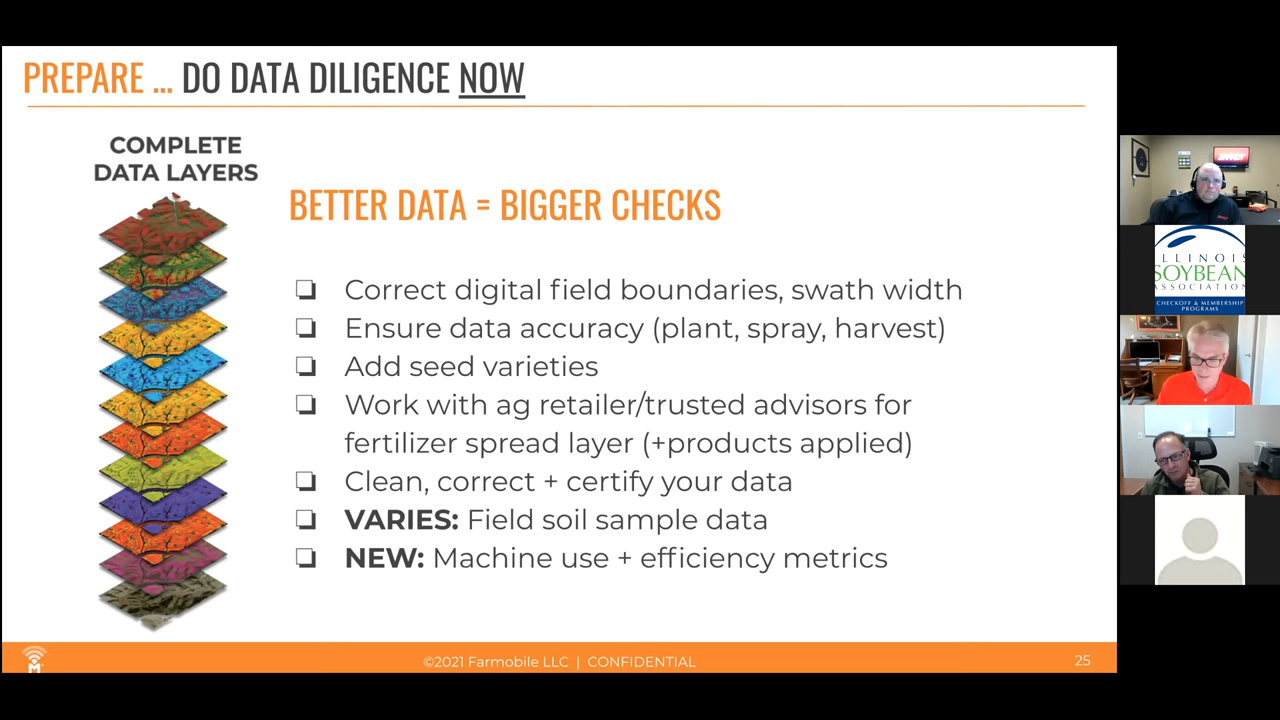 PREPARE ... DO DATA DILIGENCE NOW
COMPLETE
DATA LAYERS
BETTER DATA = BIGGER CHECKS
❏ Correct digital field boundaries, swath width
❏ Ensure data accuracy (plant, spray, harvest)
❏ Add seed varieties
❏ Work with ag retailer/trusted advisors for
fertilizer spread layer (+products applied)
❏ Clean, correct + certify your data
❏ VARIES: Field soil sample data
❏ NEW: Machine use + efficiency metrics
©2021 Farmobile LLC | CONFIDENTIAL
25
ILLINOIS
SOYBEAN
ASSOCIATION
CHECKOFF & MEMBERSHIP
PROGRAMS